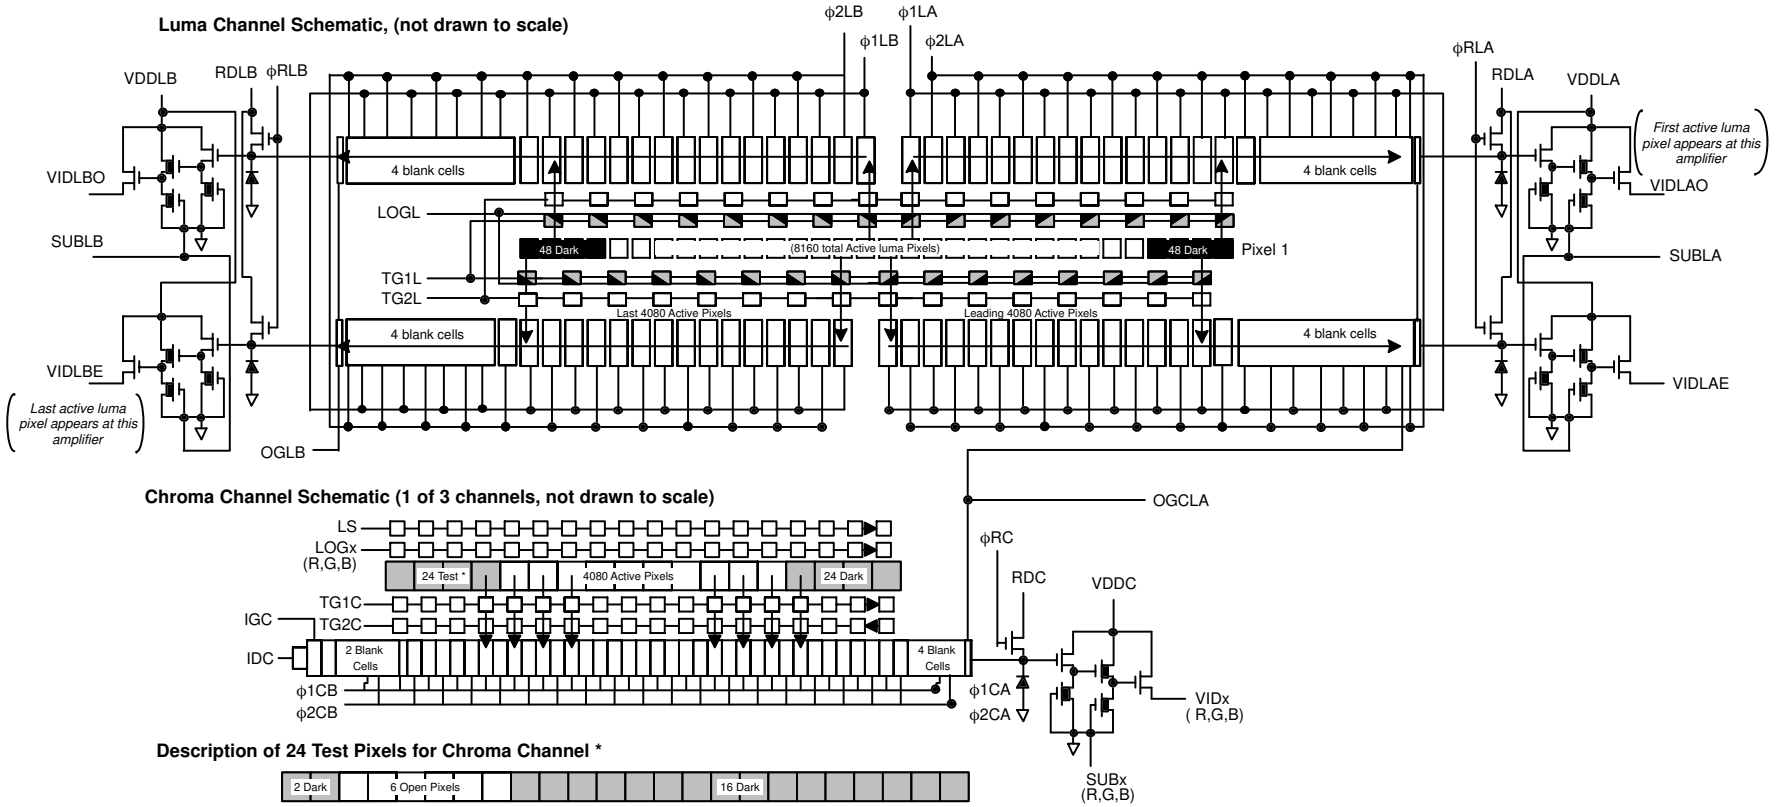 Luma Channel Schematic, (not drawn to scale)
ϕ2LB
ϕ1LA
ϕ1LB
ϕ2LA
VDDLB
RDLB
ϕRLB
ϕRLA
RDLA
VDDLA
First active luma
pixel appears at this
amplifier
4 blank cells
4 blank cells
VIDLBO
VIDLAO
LOGL
SUBLB
48 Dark
(8160 total Active luma Pixels)
48 Dark
Pixel 1
SUBLA
TG1L
TG2L
Last 4080 Active Pixels
Leading 4080 Active Pixels
4 blank cells
4 blank cells
VIDLBE
VIDLAE
Last active luma
pixel appears at this
amplifier
OGLB
Chroma Channel Schematic (1 of 3 channels, not drawn to scale)
OGCLA
LS
LOGx
(R,G,B)
24 Test *
4080 Active Pixels
24 Dark
TG1C
TG2C
IGC
IDC
2 Blank
Cells
4 Blank
Cells
ϕ1CB
ϕ2CB
ϕRC
RDC
VDDC
ϕ1CA
ϕ2CA
VIDx
( R,G,B)
SUBx
(R,G,B)
Description of 24 Test Pixels for Chroma Channel *
2 Dark
6 Open Pixels
16 Dark